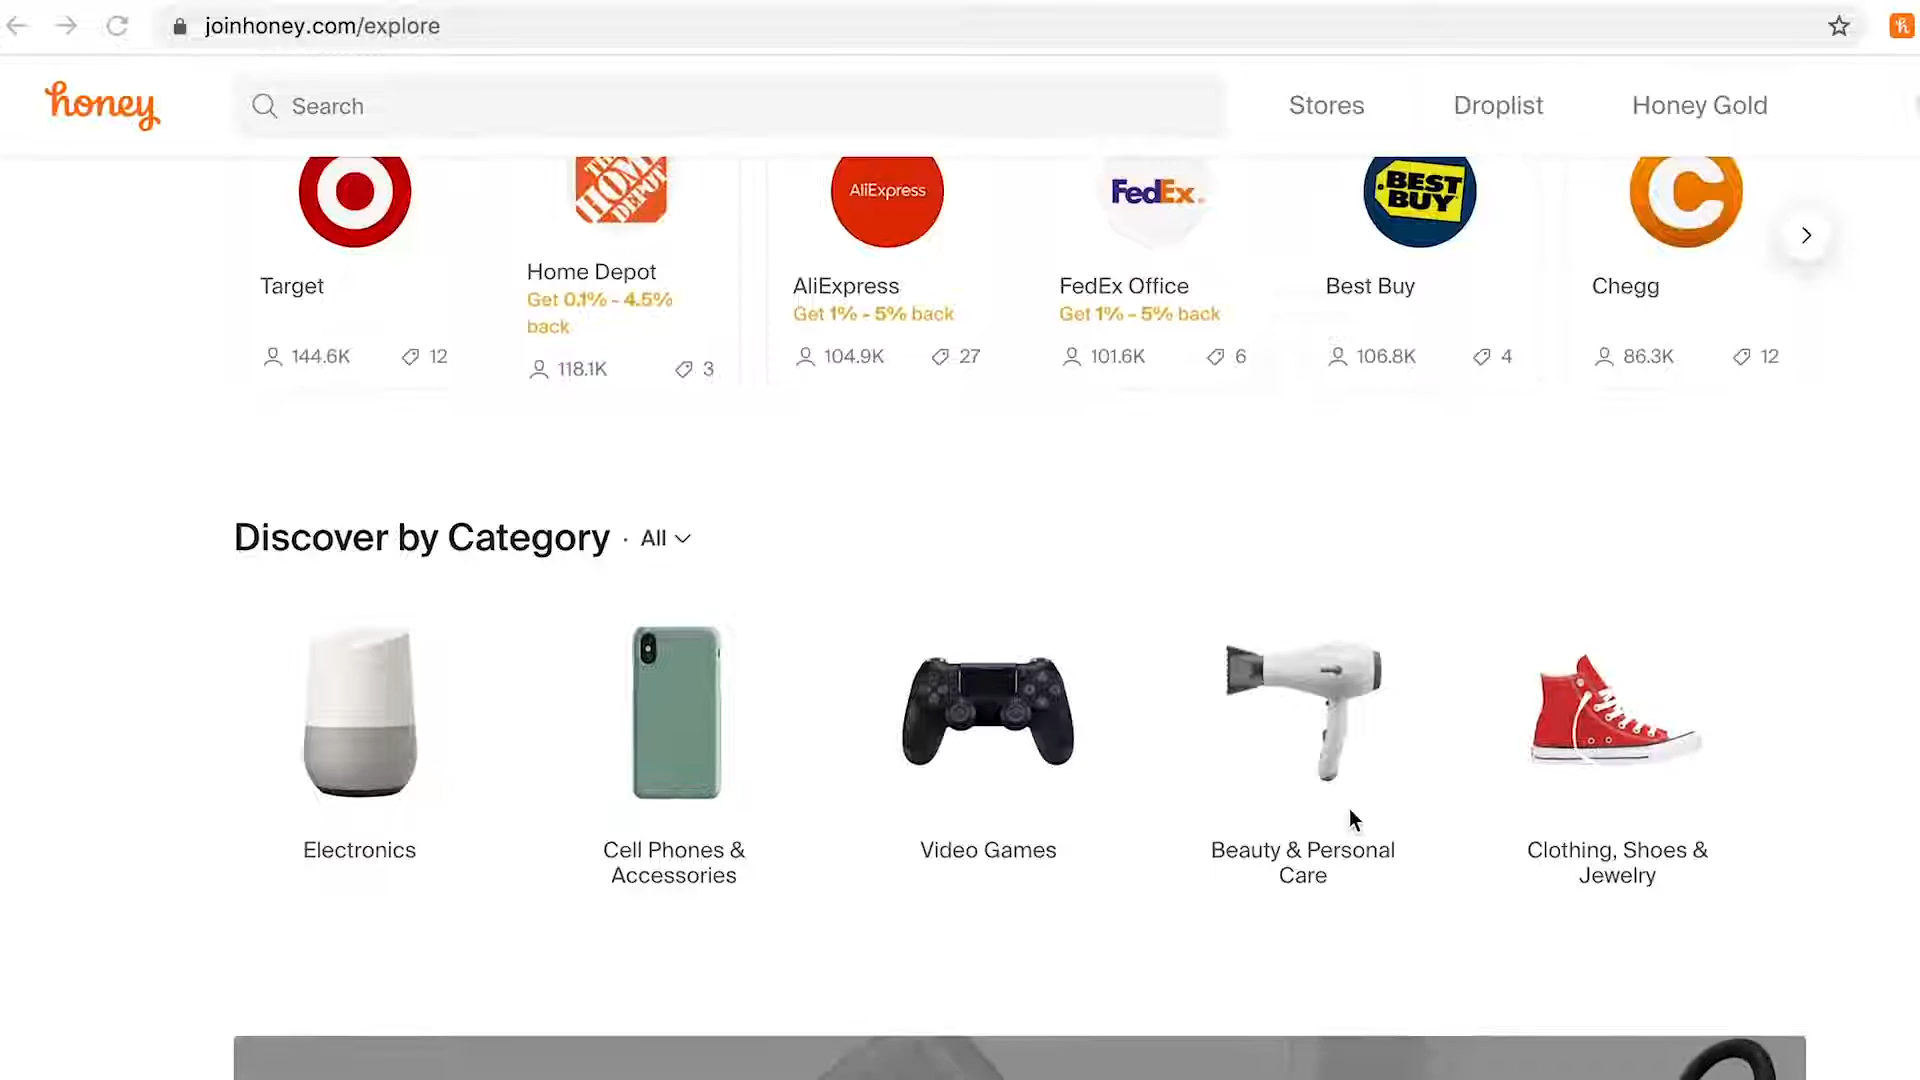 joinhoney.com/explore
h
honey
Search
Stores
Droplist
Honey Gold
THE
HOME
DEPOT
AliExpress
FedEx.
BEST
BUY
C
Target
Home Depot
AliExpress
FedEx Office
Best Buy
Chegg
Get 0.1% - 4.5%
back
Get 1% - 5% back
Get 1% - 5% back
144.6K
12
118.1K
3
104.9K
27
101.6K
6
106.8K
4
86.3K
12
Discover by Category · All
Electronics
Cell Phones &
Accessories
Video Games
Beauty & Personal
Care
Clothing, Shoes &
Jewelry